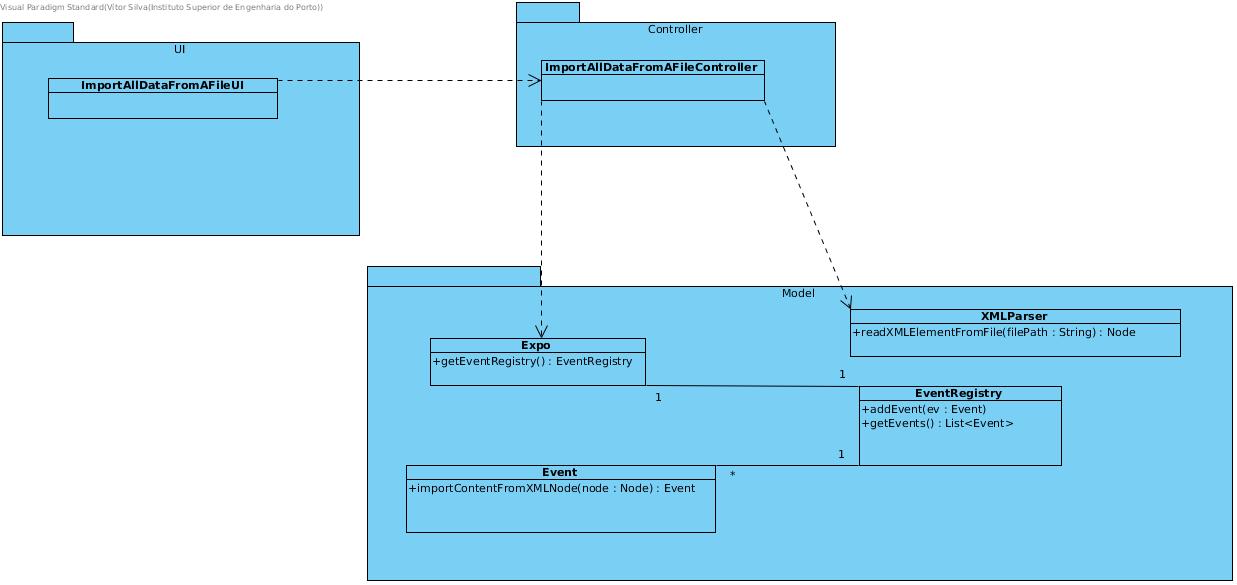 Visual Paradigm Standard(Vítor Silva(Instituto Superior de Engenharia do Porto))
UI
ImportAllDataFromAFileUI
Controller
ImportAllDataFromAFileController
Model
XMLParser
+readXMLElementFromFile(filePath : String) : Node
Expo
+getEventRegistry() : EventRegistry
1
1
EventRegistry
+addEvent(ev : Event)
+getEvents() : List<Event>
1
*
Event
+importContentFromXMLNode(node : Node) : Event